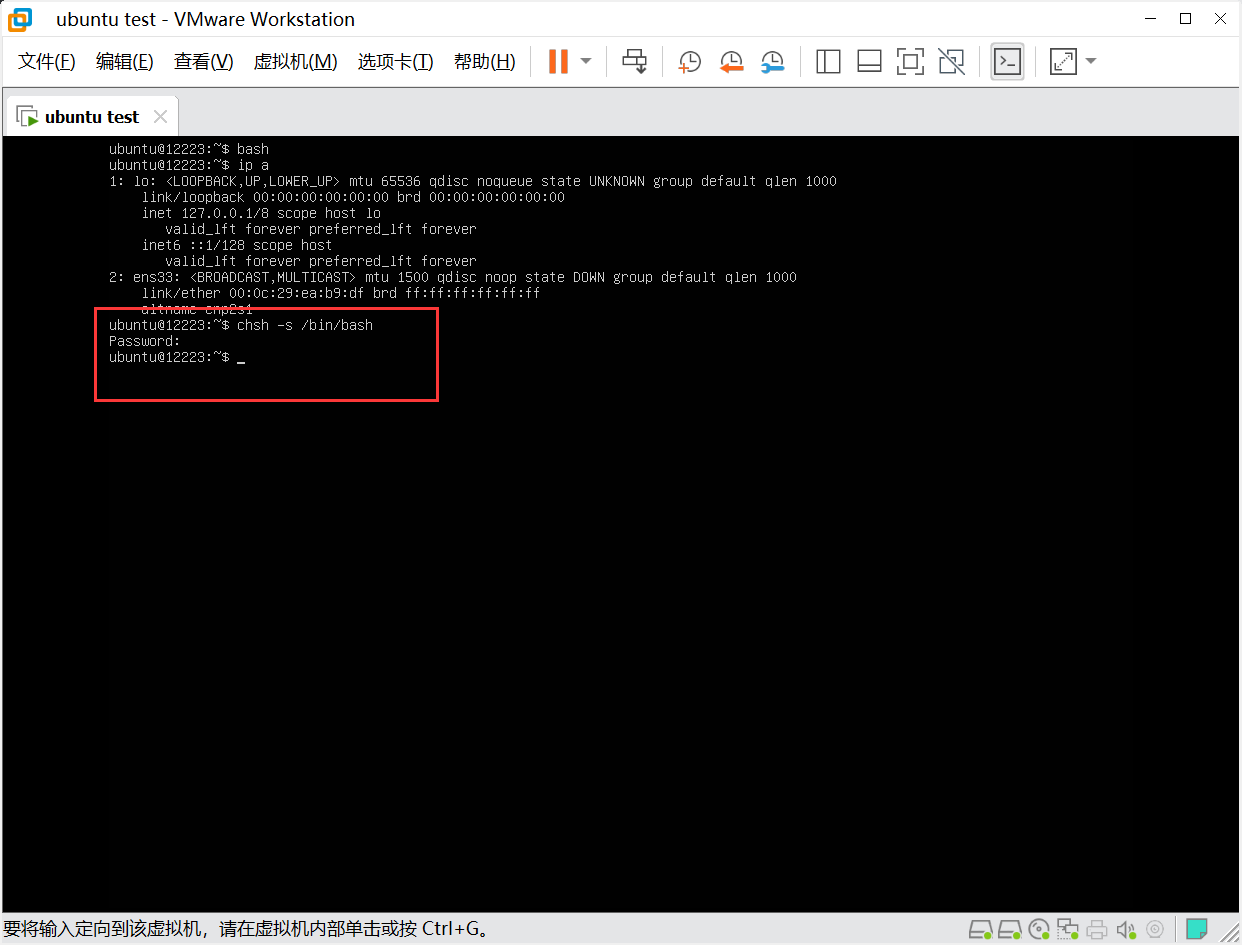 ubuntu test - VMware Workstation
文件(F) 编辑(E) 查看(V) 虚拟机(M) 选项卡(T) 帮助(H)
ubuntu test
ubuntu@12223:~$ bash
ubuntu@12223:~$ ip a
1: lo: <LOOPBACK,UP,LOWER_UP> mtu 65536 qdisc noqueue state UNKNOWN group default qlen 1000
link/loopback 00:00:00:00:00:00 brd 00:00:00:00:00:00
inet 127.0.0.1/8 scope host lo
valid_lft forever preferred_lft forever
inet6 ::1/128 scope host
valid_lft forever preferred_lft forever
2: ens33: <BROADCAST,MULTICAST> mtu 1500 qdisc noop state DOWN group default qlen 1000
link/ether 00:0c:29:ea:b9:df brd ff:ff:ff:ff:ff:ff
altname enp2s1
ubuntu@12223:~$ chsh -s /bin/bash
Password:
ubuntu@12223:~$ _
要将输入定向到该虚拟机，请在虚拟机内部单击或按 Ctrl+G。